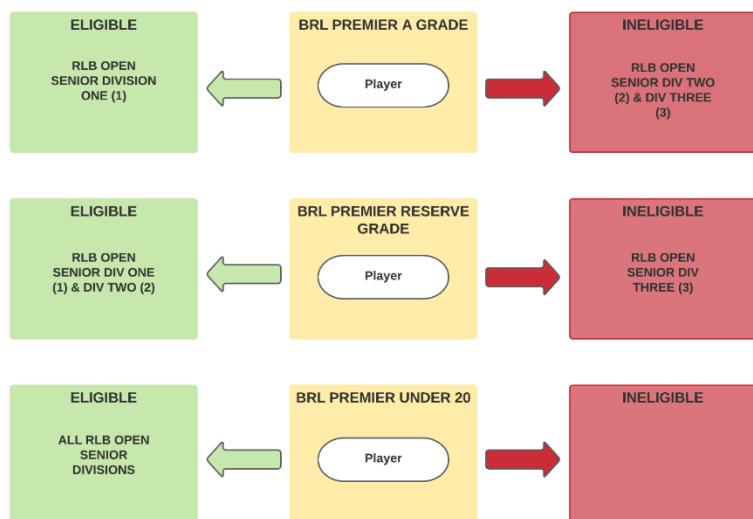 ELIGIBLE
RLB OPEN
SENIOR DIVISION
ONE (1)
BRL PREMIER A GRADE
Player
INELIGIBLE
RLB OPEN
SENIOR DIV TWO
(2) & DIV THREE
(3)
ELIGIBLE
RLB OPEN
SENIOR DIV ONE
(1) & DIV TWO (2)
BRL PREMIER RESERVE
GRADE
Player
INELIGIBLE
RLB OPEN
SENIOR DIV
THREE (3)
ELIGIBLE
ALL RLB OPEN
SENIOR
DIVISIONS
BRL PREMIER UNDER 20
Player
INELIGIBLE